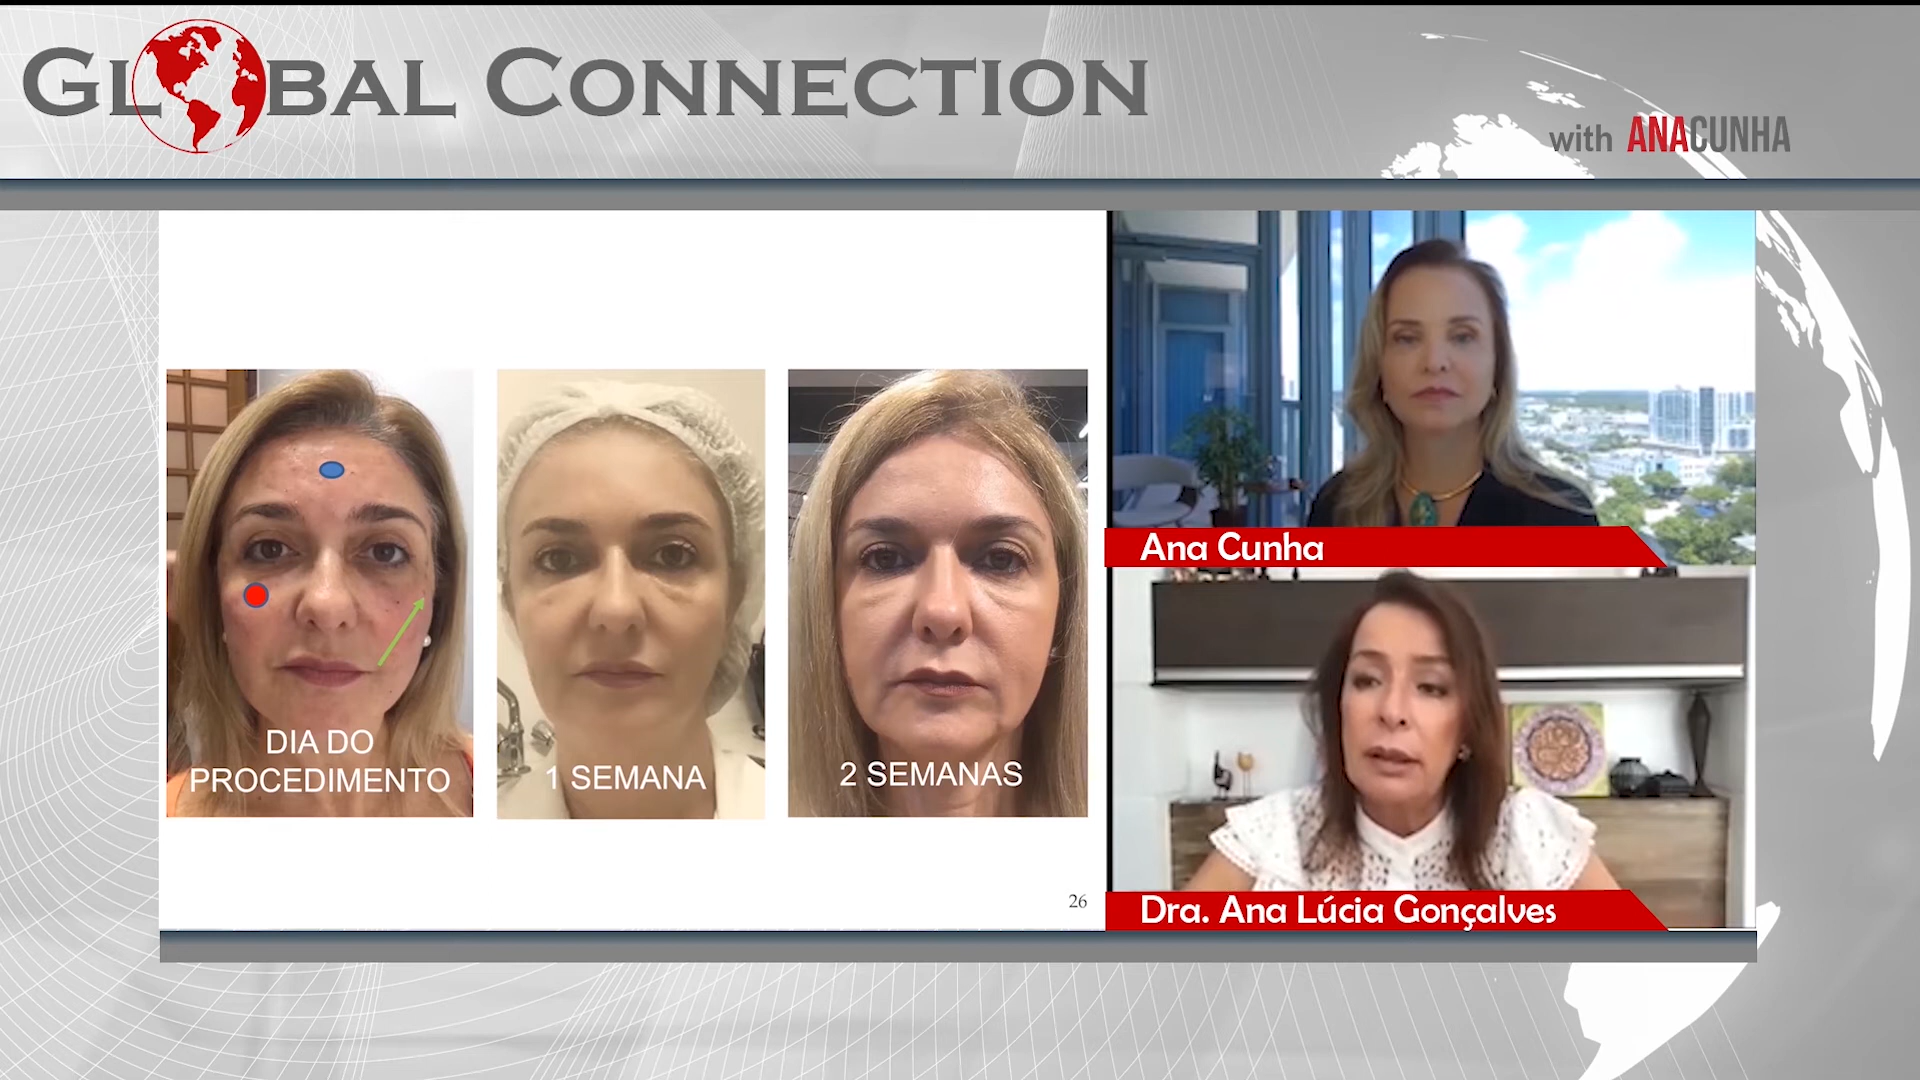 GLOBAL CONNECTION
with ANACUNHA
DIA DO
PROCEDIMENTO
1 SEMANA
2 SEMANAS
26
Ana Cunha
Dra. Ana Lúcia Gonçalves